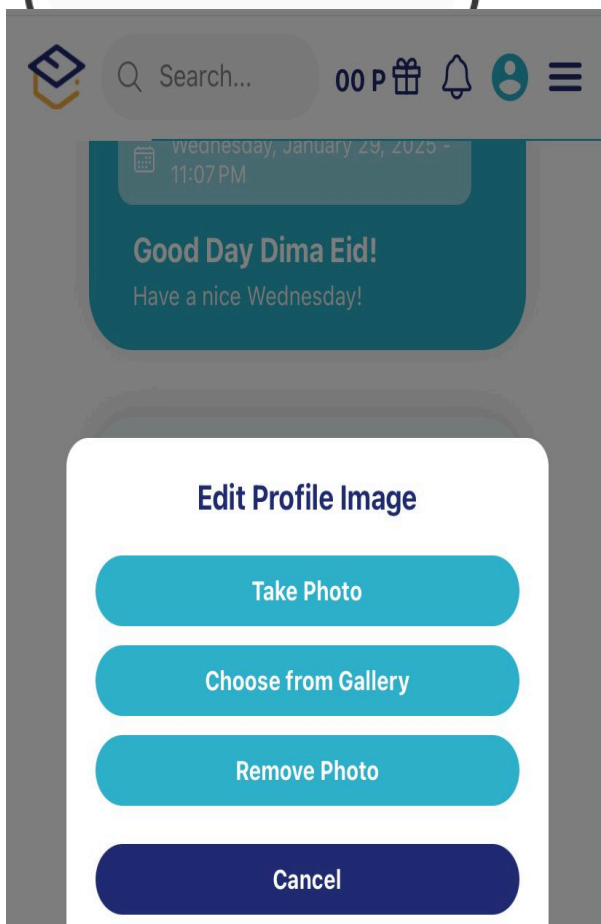 Search...
00 P
Wednesday, January 29, 2025 -
11:07 PM
Good Day Dima Eid!
Have a nice Wednesday!
Edit Profile Image
Take Photo
Choose from Gallery
Remove Photo
Cancel